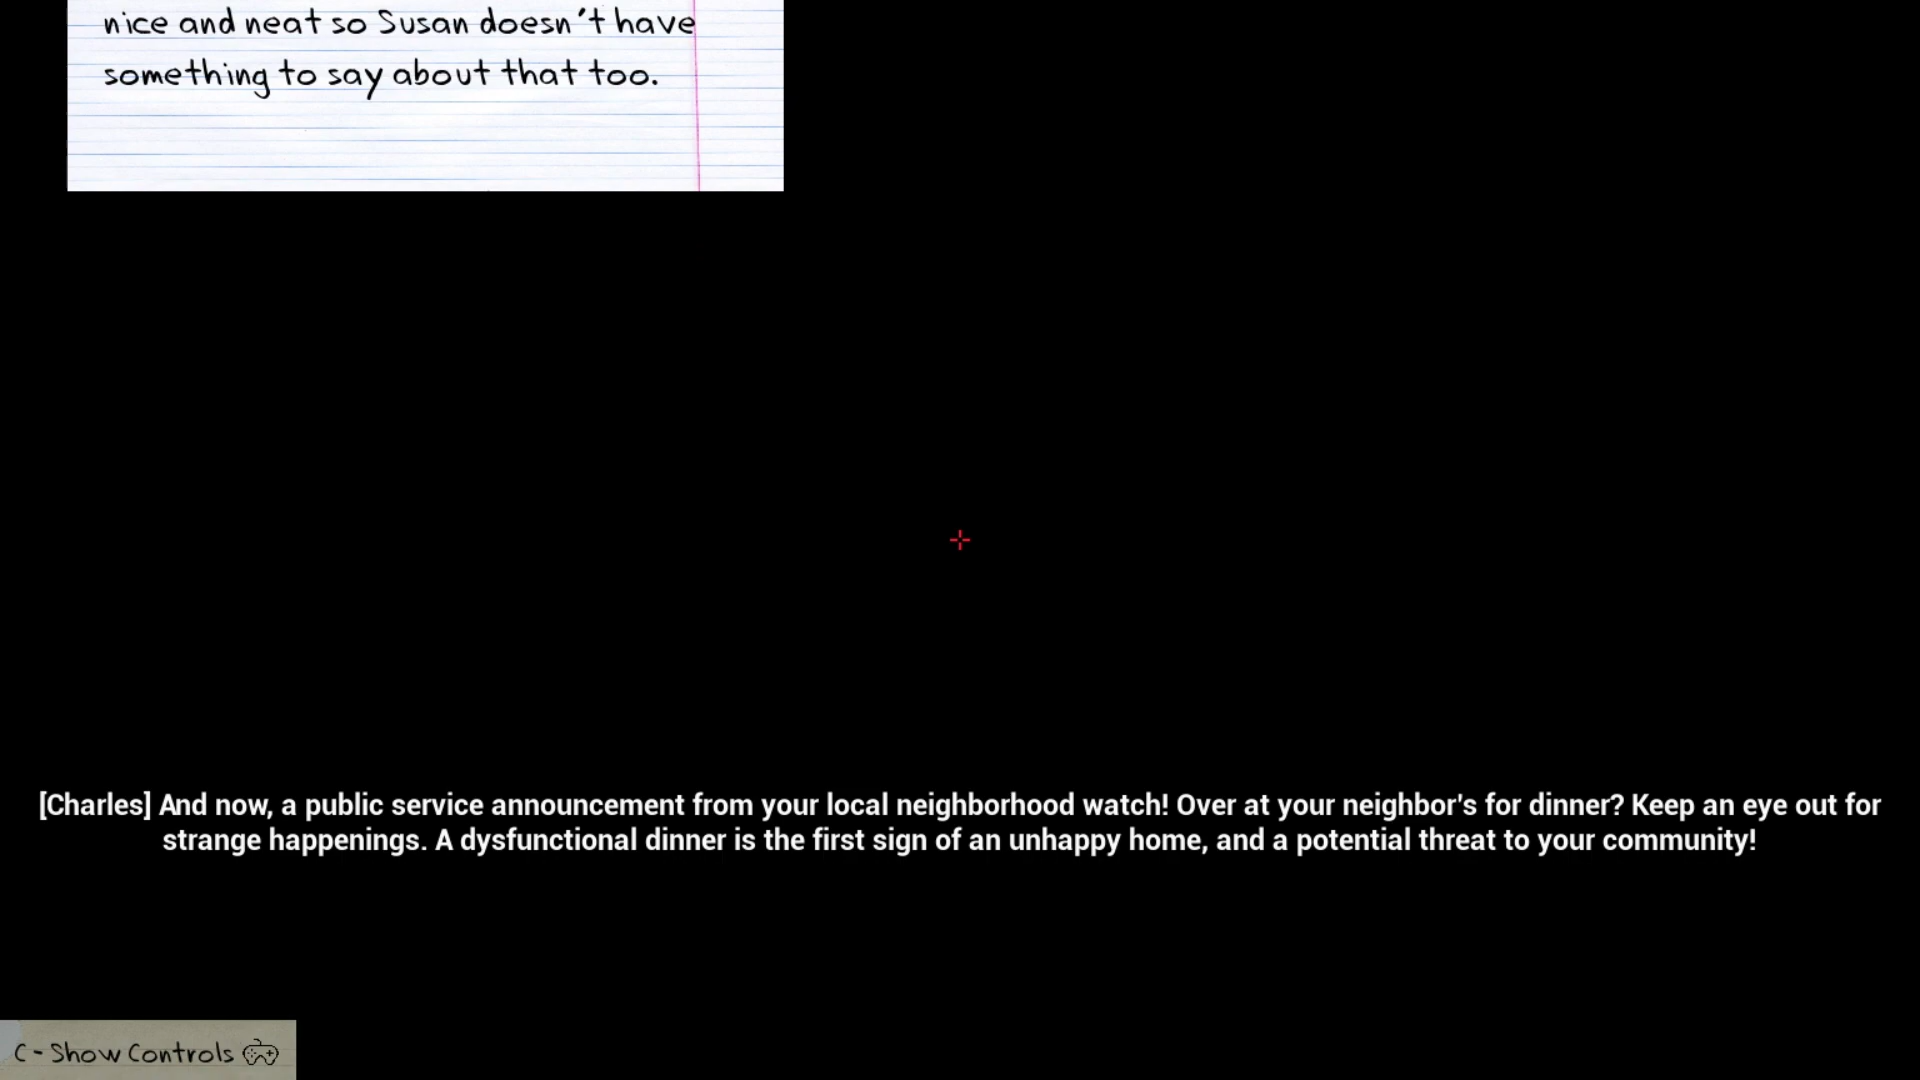 nice and neat so Susan doesn't have
something to say about that too.
[Charles] And now, a public service announcement from your local neighborhood watch! Over at your neighbor's for dinner? Keep an eye out for
strange happenings. A dysfunctional dinner is the first sign of an unhappy home, and a potential threat to your community!
C - Show Controls